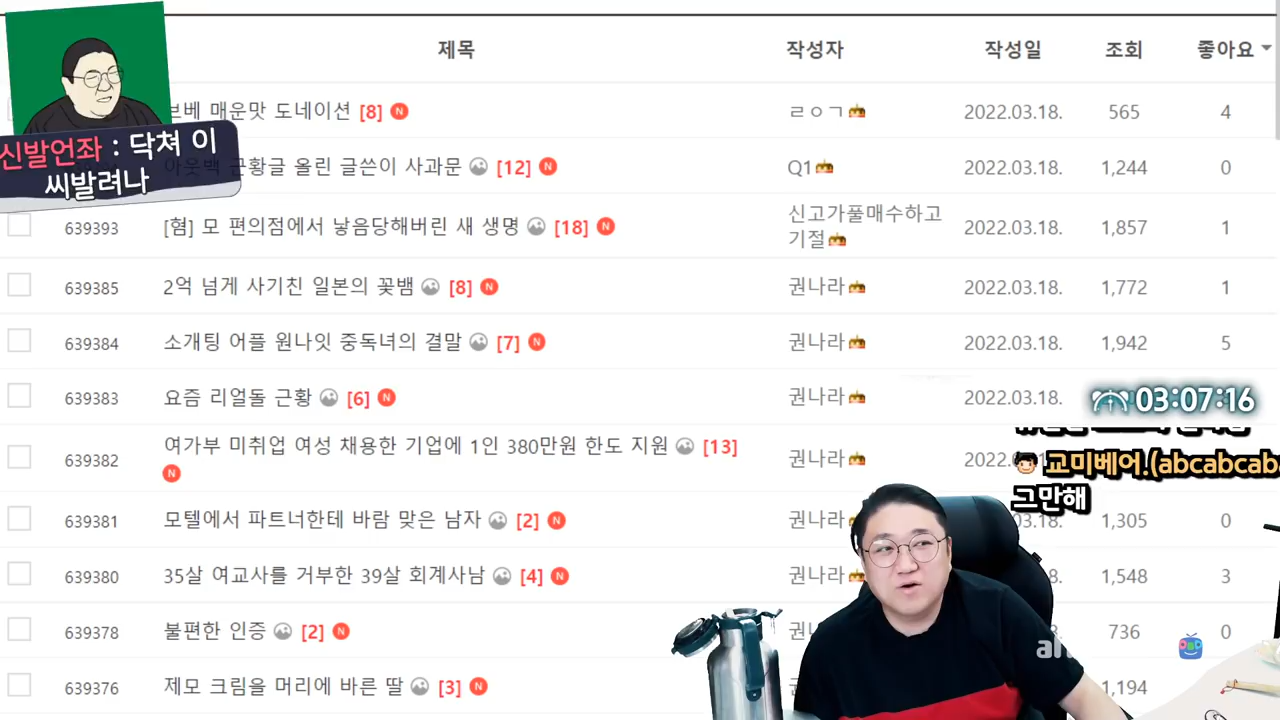 제목 작성자 작성일 조회 좋아요
브베 매운맛 도네이션 [8] N ㄹㅇㄱ 2022.03.18. 565 4
신발언좌 : 닥쳐 이
씨발려나
아웃백 근황글 올린 글쓴이 사과문 [12] N Q1 2022.03.18. 1,244 0
639393 [혐] 모 편의점에서 낳음당해버린 새 생명 [18] N 신고가풀매수하고
기절 2022.03.18. 1,857 1
639385 2억 넘게 사기친 일본의 꽃뱀 [8] N 권나라 2022.03.18. 1,772 1
639384 소개팅 어플 원나잇 중독녀의 결말 [7] N 권나라 2022.03.18. 1,942 5
639383 요즘 리얼돌 근황 [6] N 권나라 2022.03.18.
03:07:16
639382 여가부 미취업 여성 채용한 기업에 1인 380만원 한도 지원 [13]
N 권나라 2022.
교미베어.(abcabcaba
그만해
639381 모텔에서 파트너한테 바람 맞은 남자 [2] N 권나라 03.18. 1,305 0
639380 35살 여교사를 거부한 39살 회계사남 [4] N 권나라 8. 1,548 3
639378 불편한 인증 [2] N 권 8. 736 0
639376 제모 크림을 머리에 바른 딸 [3] N 1,194